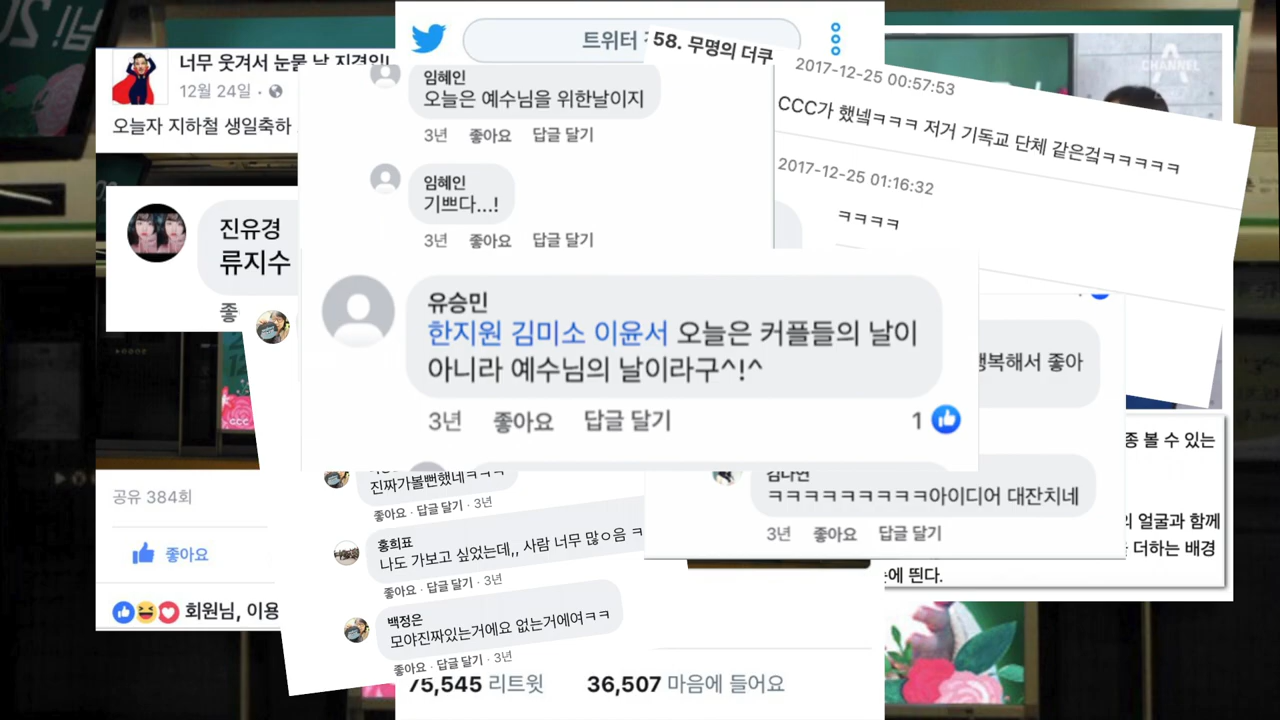 너무 웃겨서 눈물 날 지경임!
12월 24일
오늘자 지하철 생일축하
진유경
류지수
좋
공유 384회
좋아요
회원님, 이용
트위터
58. 무명의 더쿠
임혜인
오늘은 예수님을 위한날이지
3년 좋아요 답글 달기
임혜인
기쁘다...!
3년 좋아요 답글 달기
2017-12-25 00:57:53
CCC가 했넼ㅋㅋㅋ 저거 기독교 단체 같은겈ㅋㅋㅋㅋㅋ
2017-12-25 01:16:32
ㅋㅋㅋㅋ
CHANNEL
유승민
한지원 김미소 이윤서 오늘은 커플들의 날이
아니라 예수님의 날이라구^!^
3년 좋아요 답글 달기
1
행복해서 좋아
진짜가볼뻔했네ㅋㅋㅋ
좋아요 · 답글 달기 · 3년
홍희표
나도 가보고 싶었는데,, 사람 너무 많ㅇ음 ㅋ
좋아요 · 답글 달기 · 3년
백정은
모야진짜있는거에요 없는거에여ㅋㅋ
좋아요 · 답글 달기 · 3년
김나연
ㅋㅋㅋㅋㅋㅋㅋㅋㅋ아이디어 대잔치네
3년 좋아요 답글 달기
종 볼 수 있는
얼굴과 함께
더하는 배경
에 띈다.
75,545 리트윗 36,507 마음에 들어요
CCC